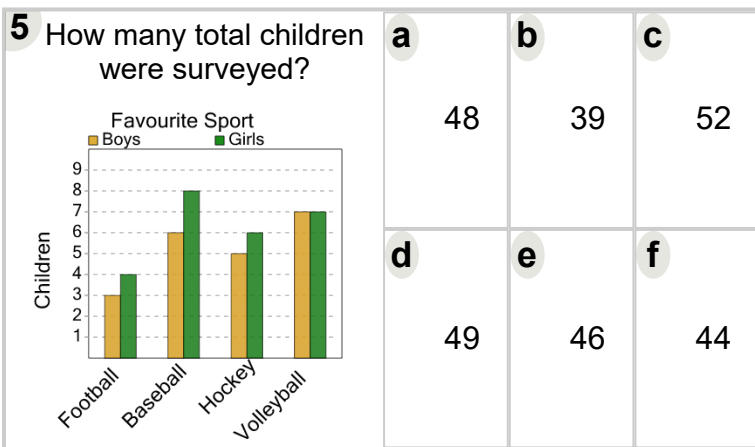 5 How many total children
were surveyed?
Favourite Sport
Boys Girls
9
8
7
6
5
4
3
2
1
Children
Football
Baseball
Hockey
Volleyball
a
48
b
39
c
52
d
49
e
46
f
44